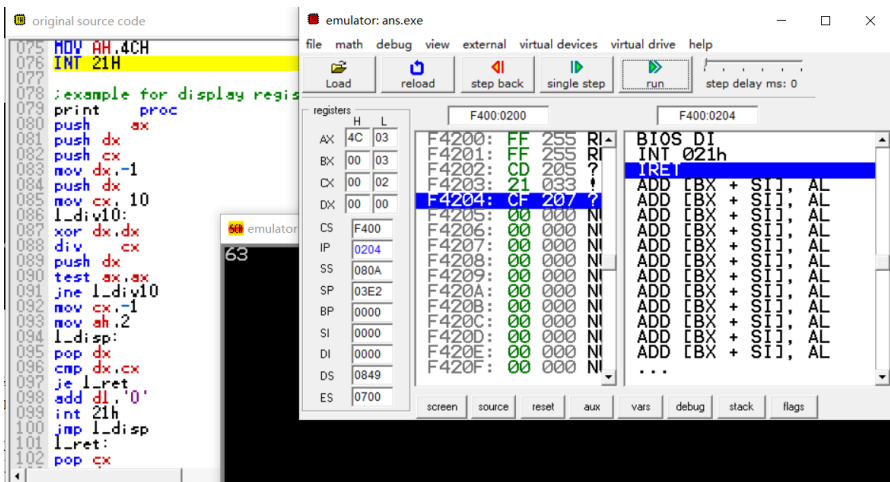 original source code
075 MOV AH,4CH
076 INT 21H
077
078 ;example for display regis
079 print    proc
080 push     ax
081 push dx
082 push cx
083 mov dx,-1
084 push dx
085 mov cx, 10
086 l_div10:
087 xor dx,dx
088 div     cx
089 push dx
090 test ax,ax
091 jne l_div10
092 mov cx,-1
093 mov ah,2
094 l_disp:
095 pop dx
096 cmp dx,cx
097 je l_ret
098 add dl,'0'
099 int 21h
100 jmp l_disp
101 l_ret:
102 pop cx
emulator
63
emulator: ans.exe
file math debug view external virtual devices virtual drive help
Load reload step back single step run step delay ms: 0
registers F400:0200 F400:0204
H L
AX 4C 03
BX 00 03
CX 00 02
DX 00 00
CS F400
IP 0204
SS 080A
SP 03E2
BP 0000
SI 0000
DI 0000
DS 0849
ES 0700
F4200: FF 255 R
F4201: FF 255 R
F4202: CD 205 ?
F4203: 21 033 !
F4204: CF 207 ?
F4205: 00 000 N
F4206: 00 000 N
F4207: 00 000 N
F4208: 00 000 N
F4209: 00 000 N
F420A: 00 000 N
F420B: 00 000 N
F420C: 00 000 N
F420D: 00 000 N
F420E: 00 000 N
F420F: 00 000 N
BIOS DI
INT 021h
IRET
ADD [BX + SI], AL
ADD [BX + SI], AL
ADD [BX + SI], AL
ADD [BX + SI], AL
ADD [BX + SI], AL
ADD [BX + SI], AL
ADD [BX + SI], AL
ADD [BX + SI], AL
ADD [BX + SI], AL
ADD [BX + SI], AL
ADD [BX + SI], AL
ADD [BX + SI], AL
...
screen source reset aux vars debug stack flags